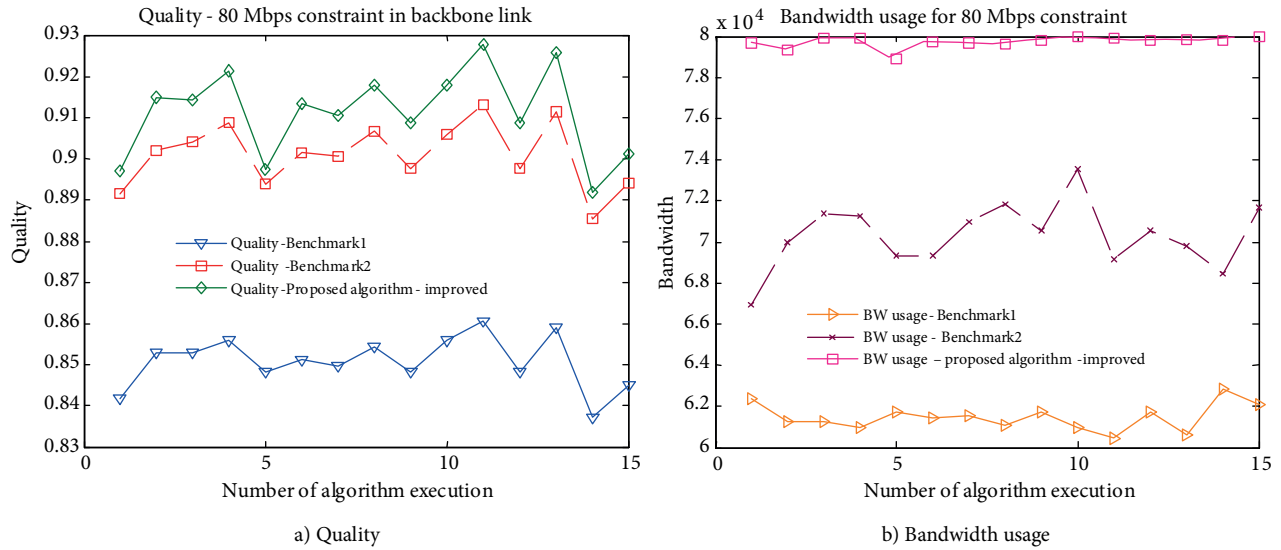 Quality - 80 Mbps constraint in backbone link
0.93
0.92
0.91
0.9
0.89
0.88
0.87
0.86
0.85
0.84
0.83
Quality
Quality -Benchmark1
Quality -Benchmark2
Quality -Proposed algorithm - improved
0
5
10
15
Number of algorithm execution
a) Quality
x 10⁴
Bandwidth usage for 80 Mbps constraint
8
7.8
7.6
7.4
7.2
7
6.8
6.6
6.4
6.2
6
Bandwidth
BW usage - Benchmark1
BW usage - Benchmark2
BW usage – proposed algorithm -improved
0
5
10
15
Number of algorithm execution
b) Bandwidth usage